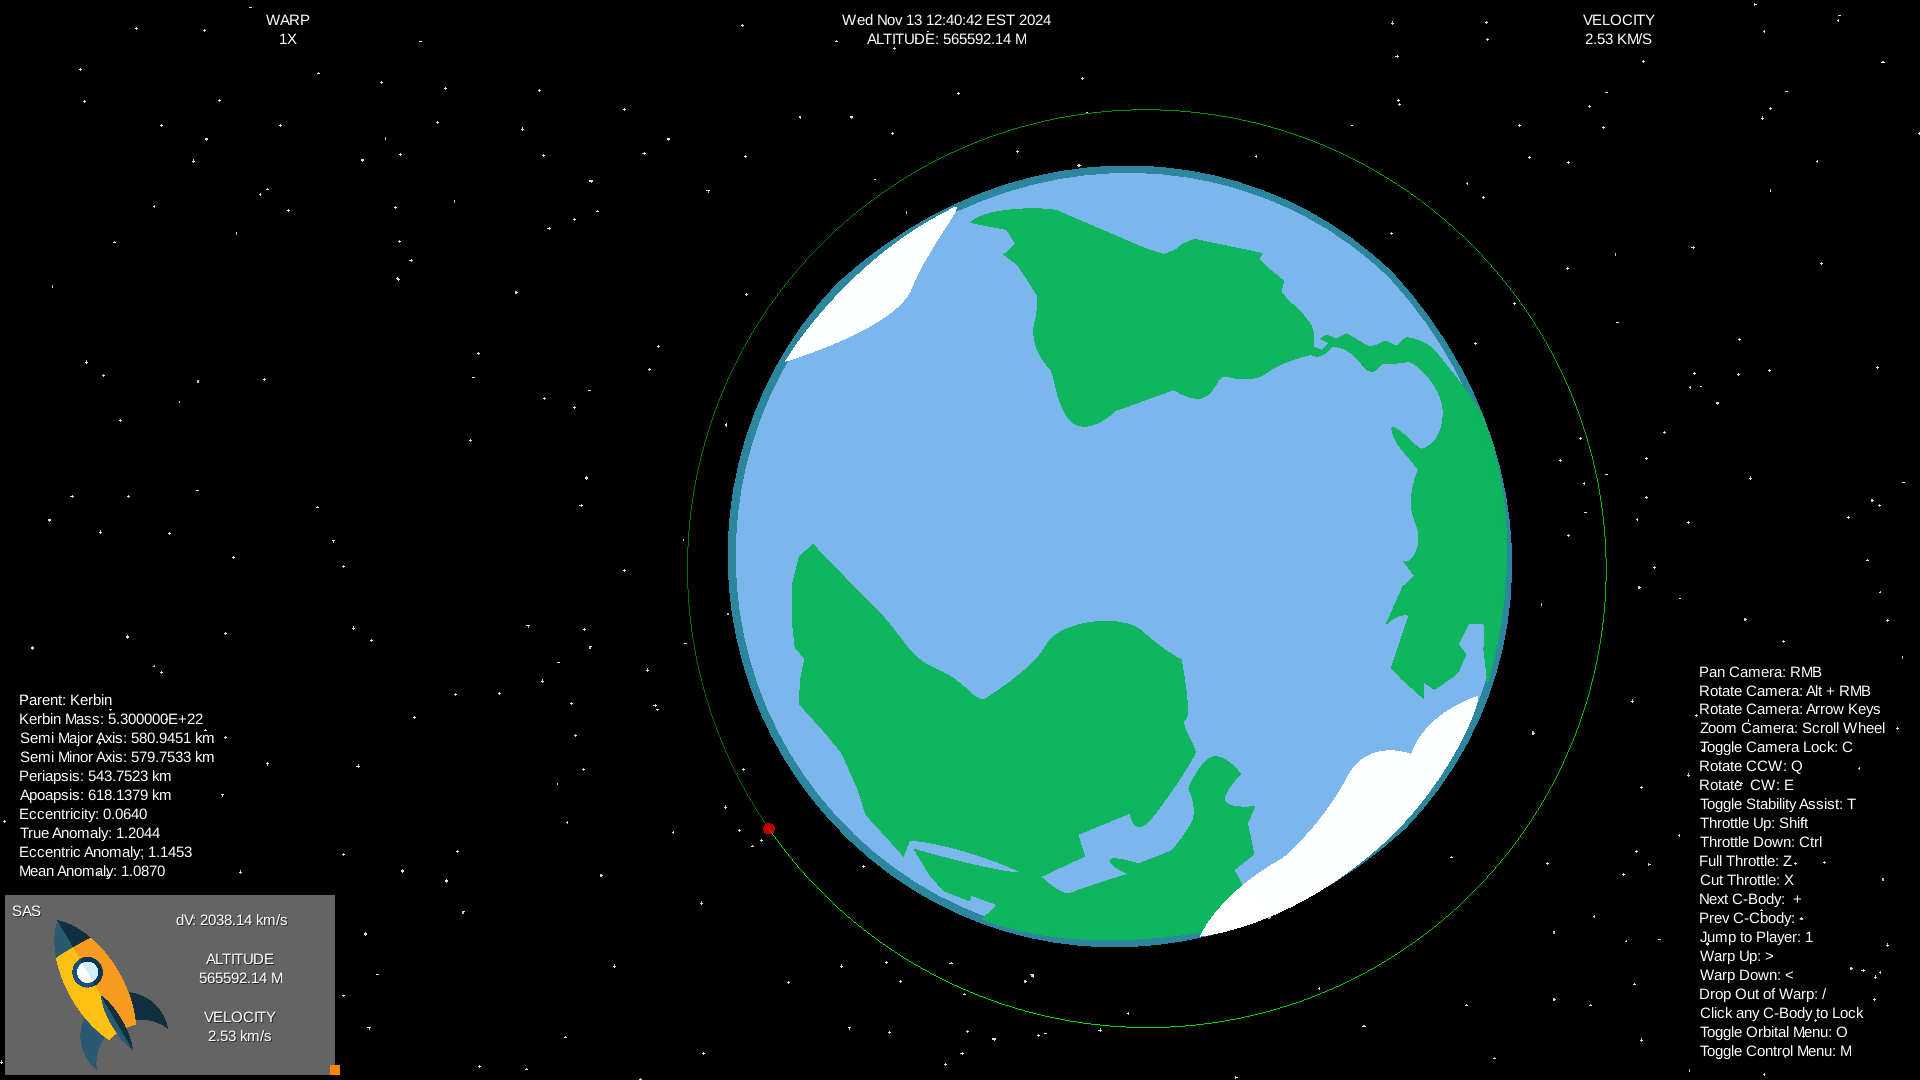 WARP
1X
Wed Nov 13 12:40:42 EST 2024
ALTITUDE: 565592.14 M
VELOCITY
2.53 KM/S
Parent: Kerbin
Kerbin Mass: 5.300000E+22
Semi Major Axis: 580.9451 km
Semi Minor Axis: 579.7533 km
Periapsis: 543.7523 km
Apoapsis: 618.1379 km
Eccentricity: 0.0640
True Anomaly: 1.2044
Eccentric Anomaly: 1.1453
Mean Anomaly: 1.0870
SAS
dV: 2038.14 km/s
ALTITUDE
565592.14 M
VELOCITY
2.53 km/s
Pan Camera: RMB
Rotate Camera: Alt + RMB
Rotate Camera: Arrow Keys
Zoom Camera: Scroll Wheel
Toggle Camera Lock: C
Rotate CCW: Q
Rotate  CW: E
Toggle Stability Assist: T
Throttle Up: Shift
Throttle Down: Ctrl
Full Throttle: Z
Cut Throttle: X
Next C-Body:  +
Prev C-Cbody: -
Jump to Player: 1
Warp Up: >
Warp Down: <
Drop Out of Warp: /
Click any C-Body to Lock
Toggle Orbital Menu: O
Toggle Control Menu: M